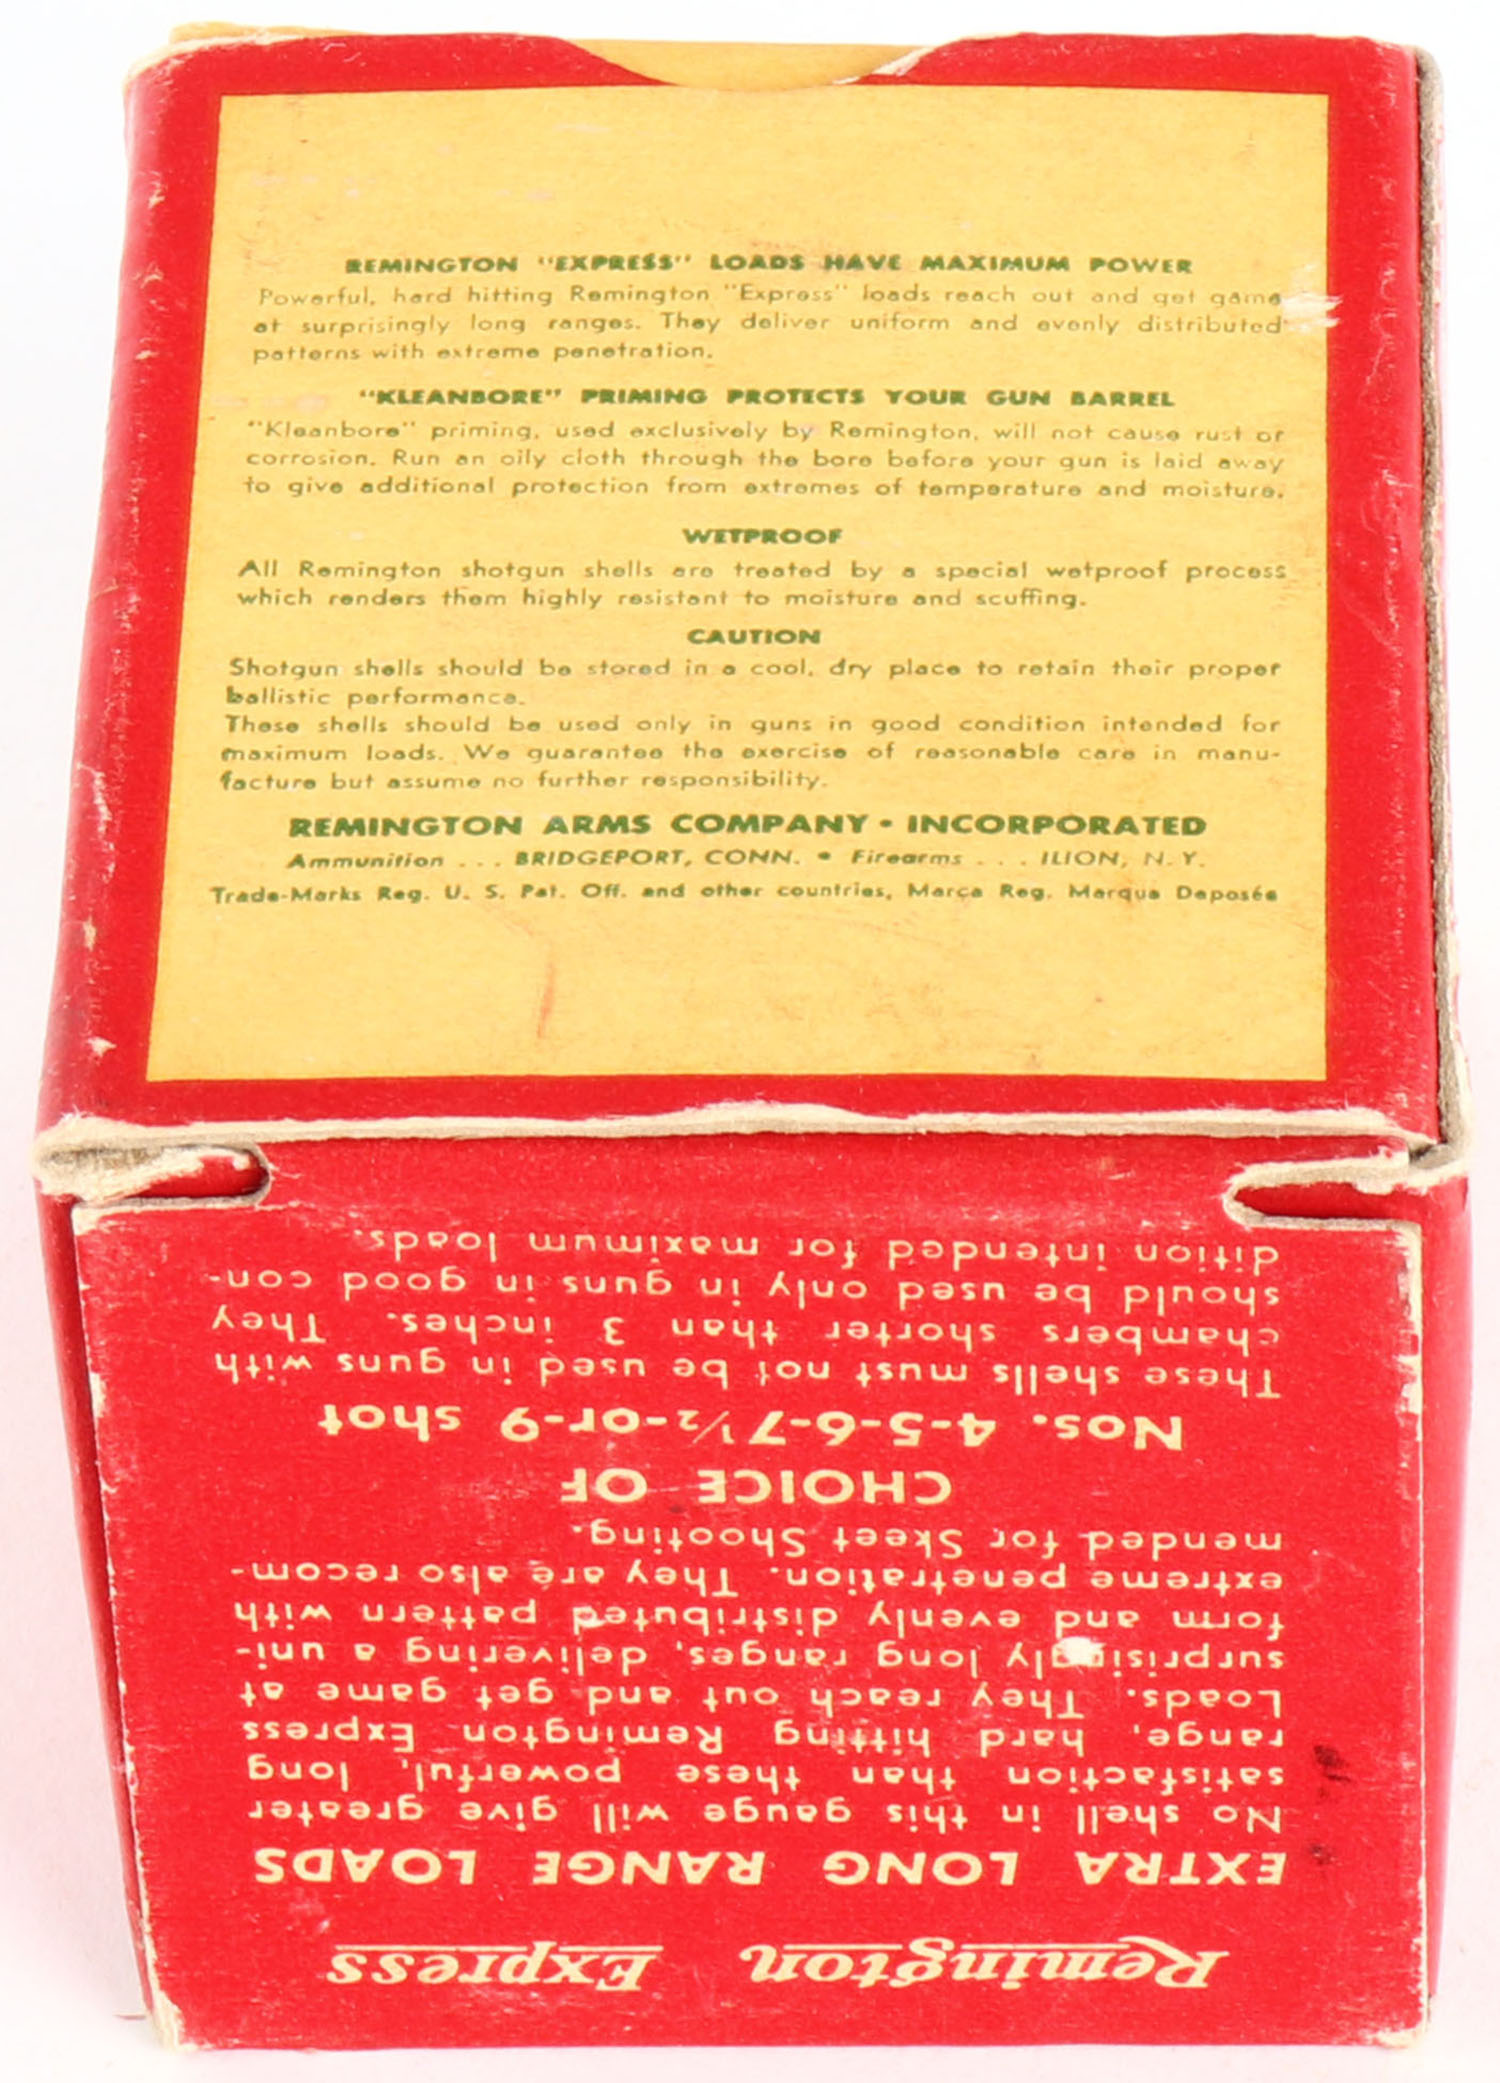 REMINGTON "EXPRESS" LOADS HAVE MAXIMUM POWER
Powerful, hard hitting Remington "Express" loads reach out and get game
at surprisingly long ranges. They deliver uniform and evenly distributed
patterns with extreme penetration.
"KLEANBORE" PRIMING PROTECTS YOUR GUN BARREL
"Kleanbore" priming, used exclusively by Remington, will not cause rust or
corrosion. Run an oily cloth through the bore before your gun is laid away
to give additional protection from extremes of temperature and moisture.
WETPROOF
All Remington shotgun shells are treated by a special wetproof process
which renders them highly resistant to moisture and scuffing.
CAUTION
Shotgun shells should be stored in a cool, dry place to retain their proper
ballistic performance.
These shells should be used only in guns in good condition intended for
maximum loads. We guarantee the exercise of reasonable care in manu-
facture but assume no further responsibility.
REMINGTON ARMS COMPANY • INCORPORATED
Ammunition ... BRIDGEPORT, CONN. • Firearms ... ILION, N.Y.
Trade-Marks Reg. U. S. Pat. Off. and other countries, Marca Reg. Marque Deposée
Remington Express
EXTRA LONG RANGE LOADS
No shell in this gauge will give greater
satisfaction than these powerful, long
range, hard hitting Remington Express
Loads. They reach out and get game at
surprisingly long ranges, delivering a uni-
form and evenly distributed pattern with
extreme penetration. They are also recom-
mended for Skeet Shooting.
CHOICE OF
Nos. 4-5-6-7½-or-9 shot
These shells must not be used in guns with
chambers shorter than 3 inches. They
should be used only in guns in good con-
dition intended for maximum loads.